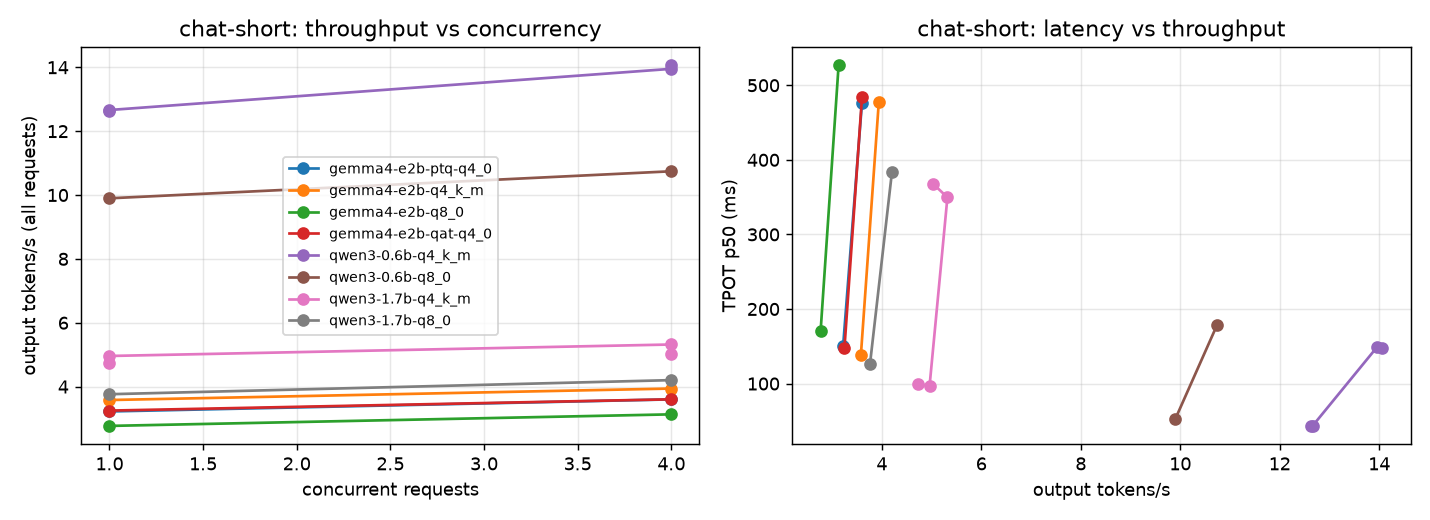 chat-short: throughput vs concurrency
output tokens/s (all requests)
14
12
10
8
6
4
gemma4-e2b-ptq-q4_0
gemma4-e2b-q4_k_m
gemma4-e2b-q8_0
gemma4-e2b-qat-q4_0
qwen3-0.6b-q4_k_m
qwen3-0.6b-q8_0
qwen3-1.7b-q4_k_m
qwen3-1.7b-q8_0
1.0 1.5 2.0 2.5 3.0 3.5 4.0
concurrent requests
chat-short: latency vs throughput
TPOT p50 (ms)
500
400
300
200
100
4 6 8 10 12 14
output tokens/s